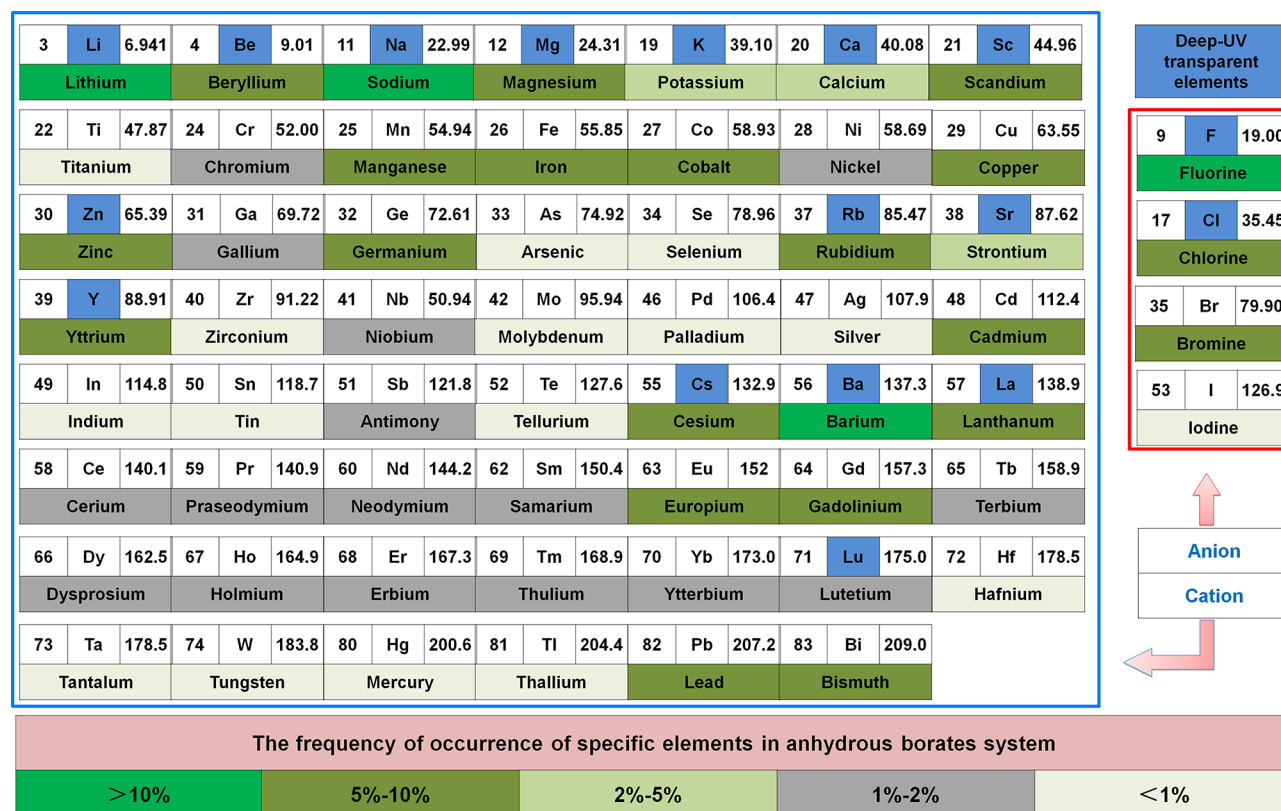 3 Li 6.941 4 Be 9.01 11 Na 22.99 12 Mg 24.31 19 K 39.10 20 Ca 40.08 21 Sc 44.96
Lithium Beryllium Sodium Magnesium Potassium Calcium Scandium
22 Ti 47.87 24 Cr 52.00 25 Mn 54.94 26 Fe 55.85 27 Co 58.93 28 Ni 58.69 29 Cu 63.55
Titanium Chromium Manganese Iron Cobalt Nickel Copper
30 Zn 65.39 31 Ga 69.72 32 Ge 72.61 33 As 74.92 34 Se 78.96 37 Rb 85.47 38 Sr 87.62
Zinc Gallium Germanium Arsenic Selenium Rubidium Strontium
39 Y 88.91 40 Zr 91.22 41 Nb 50.94 42 Mo 95.94 46 Pd 106.4 47 Ag 107.9 48 Cd 112.4
Yttrium Zirconium Niobium Molybdenum Palladium Silver Cadmium
49 In 114.8 50 Sn 118.7 51 Sb 121.8 52 Te 127.6 55 Cs 132.9 56 Ba 137.3 57 La 138.9
Indium Tin Antimony Tellurium Cesium Barium Lanthanum
58 Ce 140.1 59 Pr 140.9 60 Nd 144.2 62 Sm 150.4 63 Eu 152 64 Gd 157.3 65 Tb 158.9
Cerium Praseodymium Neodymium Samarium Europium Gadolinium Terbium
66 Dy 162.5 67 Ho 164.9 68 Er 167.3 69 Tm 168.9 70 Yb 173.0 71 Lu 175.0 72 Hf 178.5
Dysprosium Holmium Erbium Thulium Ytterbium Lutetium Hafnium
73 Ta 178.5 74 W 183.8 80 Hg 200.6 81 Tl 204.4 82 Pb 207.2 83 Bi 209.0
Tantalum Tungsten Mercury Thallium Lead Bismuth
Deep-UV
transparent
elements
9 F 19.00
Fluorine
17 Cl 35.45
Chlorine
35 Br 79.90
Bromine
53 I 126.9
Iodine
Anion
Cation
The frequency of occurrence of specific elements in anhydrous borates system
＞10% 5%-10% 2%-5% 1%-2% ＜1%